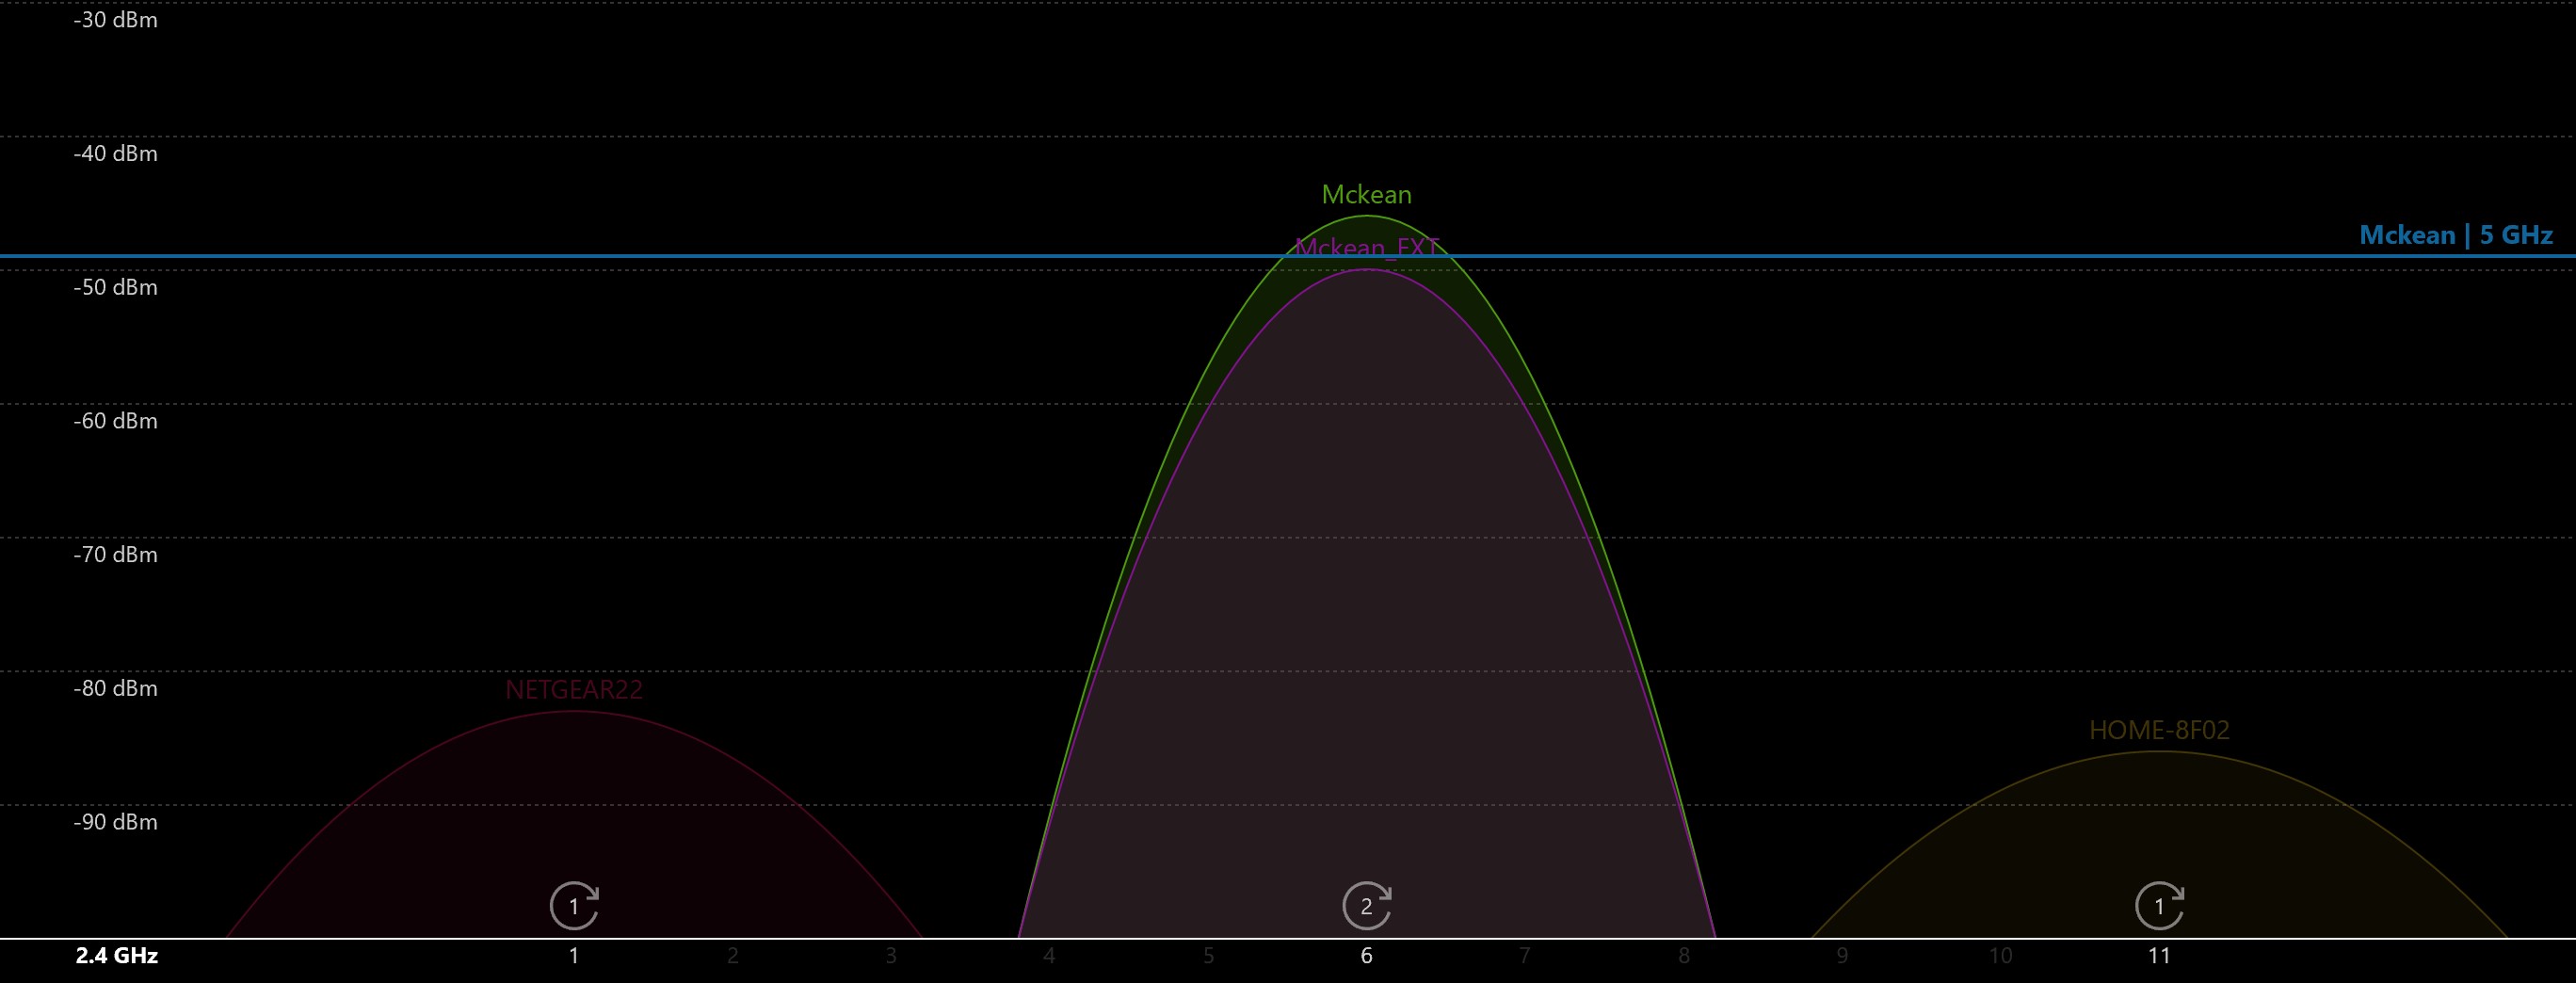 -30 dBm
-40 dBm
Mckean
Mckean_EXT
Mckean | 5 GHz
-50 dBm
-60 dBm
-70 dBm
-80 dBm
NETGEAR22
HOME-8F02
-90 dBm
1 2 1
2.4 GHz 1 2 3 4 5 6 7 8 9 10 11